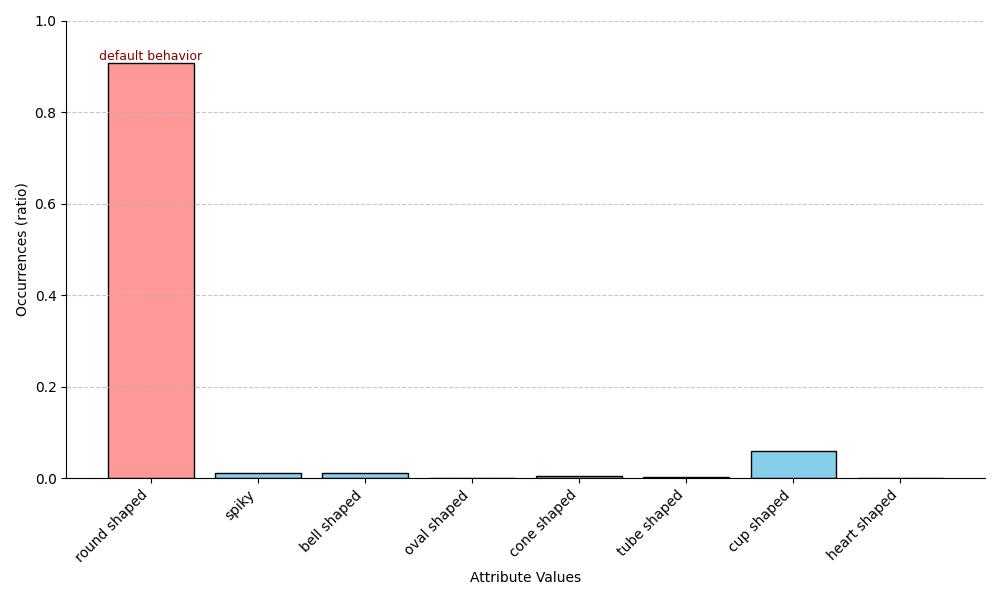 default behavior
1.0
0.8
0.6
0.4
0.2
0.0
Occurrences (ratio)
round shaped
spiky
bell shaped
oval shaped
cone shaped
tube shaped
cup shaped
heart shaped
Attribute Values